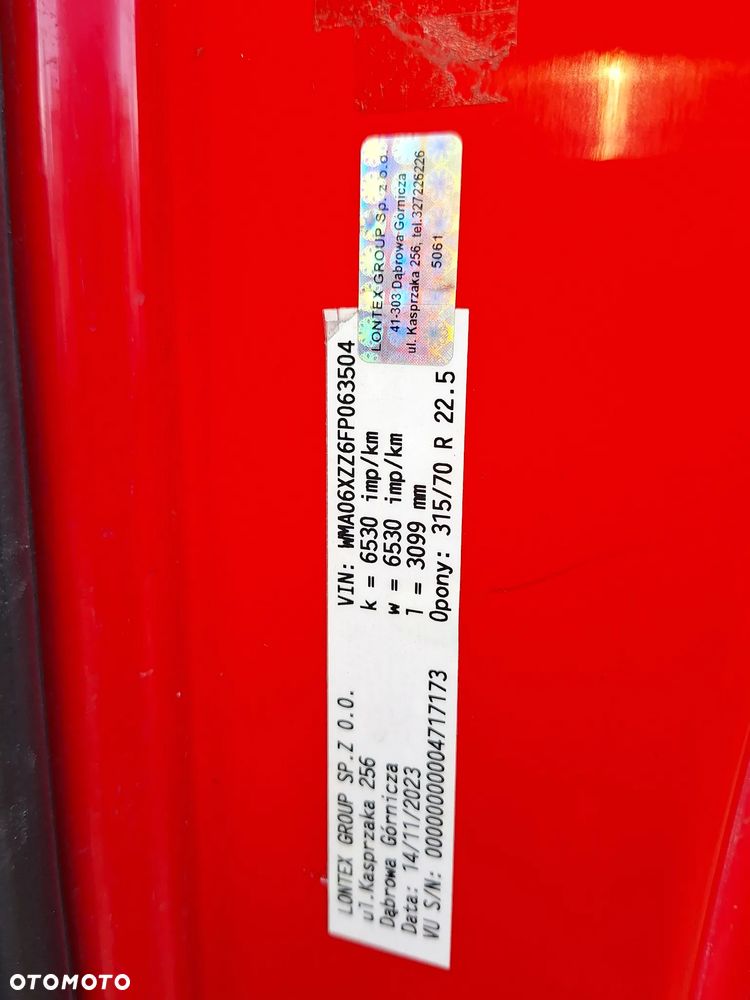 LONTEX GROUP Sp. z o.o.
41-303 Dąbrowa Górnicza
ul. Kasprzaka 256, tel.327226226
5061
LONTEX GROUP SP.Z O.O.
ul.Kasprzaka 256
Dąbrowa Górnicza
Data: 14/11/2023
VU S/N: 0000000004717173
VIN: WMA06XZZ6FP063504
k = 6530 imp/km
w = 6530 imp/km
l = 3099 mm
Opony: 315/70 R 22.5
OTOMOTO